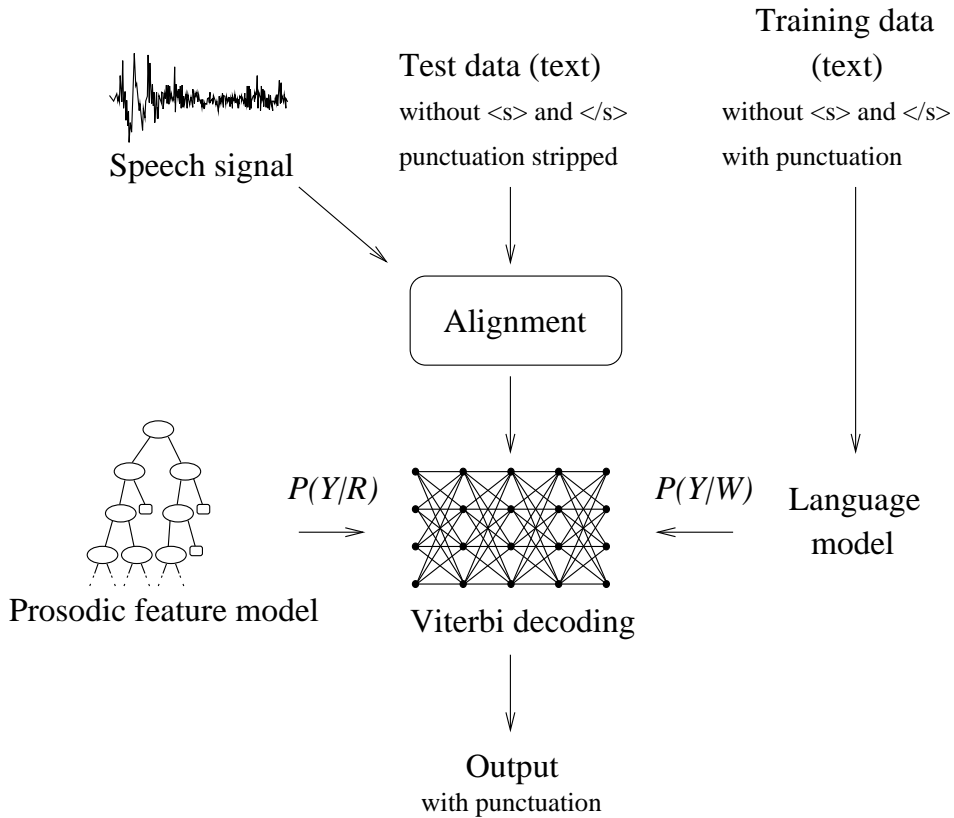 Training data
(text)
without <s> and </s>
with punctuation
Test data (text)
without <s> and </s>
punctuation stripped
Speech signal
Alignment
P(Y/R)
P(Y/W)
Language
model
Prosodic feature model
Viterbi decoding
Output
with punctuation